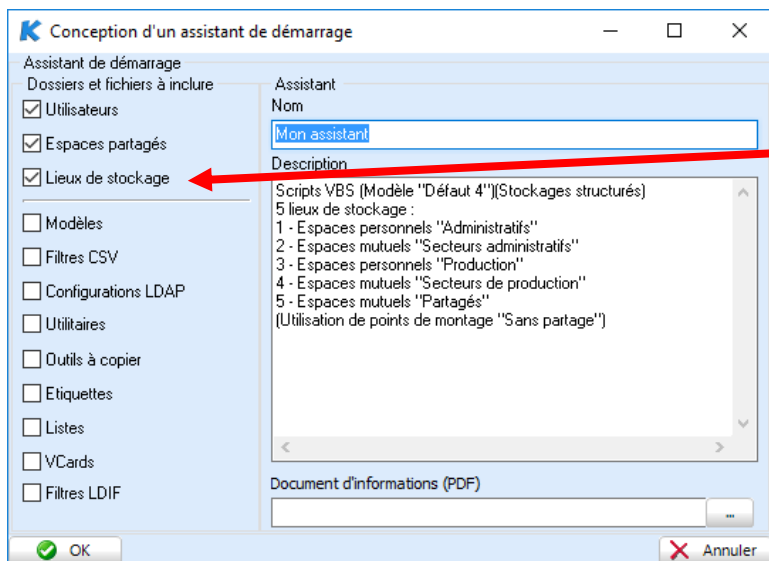 Conception d'un assistant de démarrage
Assistant de démarrage
Dossiers et fichiers à inclure
Utilisateurs
Espaces partagés
Lieux de stockage
Modèles
Filtres CSV
Configurations LDAP
Utilitaires
Outils à copier
Etiquettes
Listes
VCards
Filtres LDIF
Assistant
Nom
Mon assistant
Description
Scripts VBS (Modèle "Défaut 4")(Stockages structurés)
5 lieux de stockage :
1 - Espaces personnels "Administratifs"
2 - Espaces mutuels "Secteurs administratifs"
3 - Espaces personnels "Production"
4 - Espaces mutuels "Secteurs de production"
5 - Espaces mutuels "Partagés"
(Utilisation de points de montage "Sans partage")
Document d'informations (PDF)
...
OK
Annuler